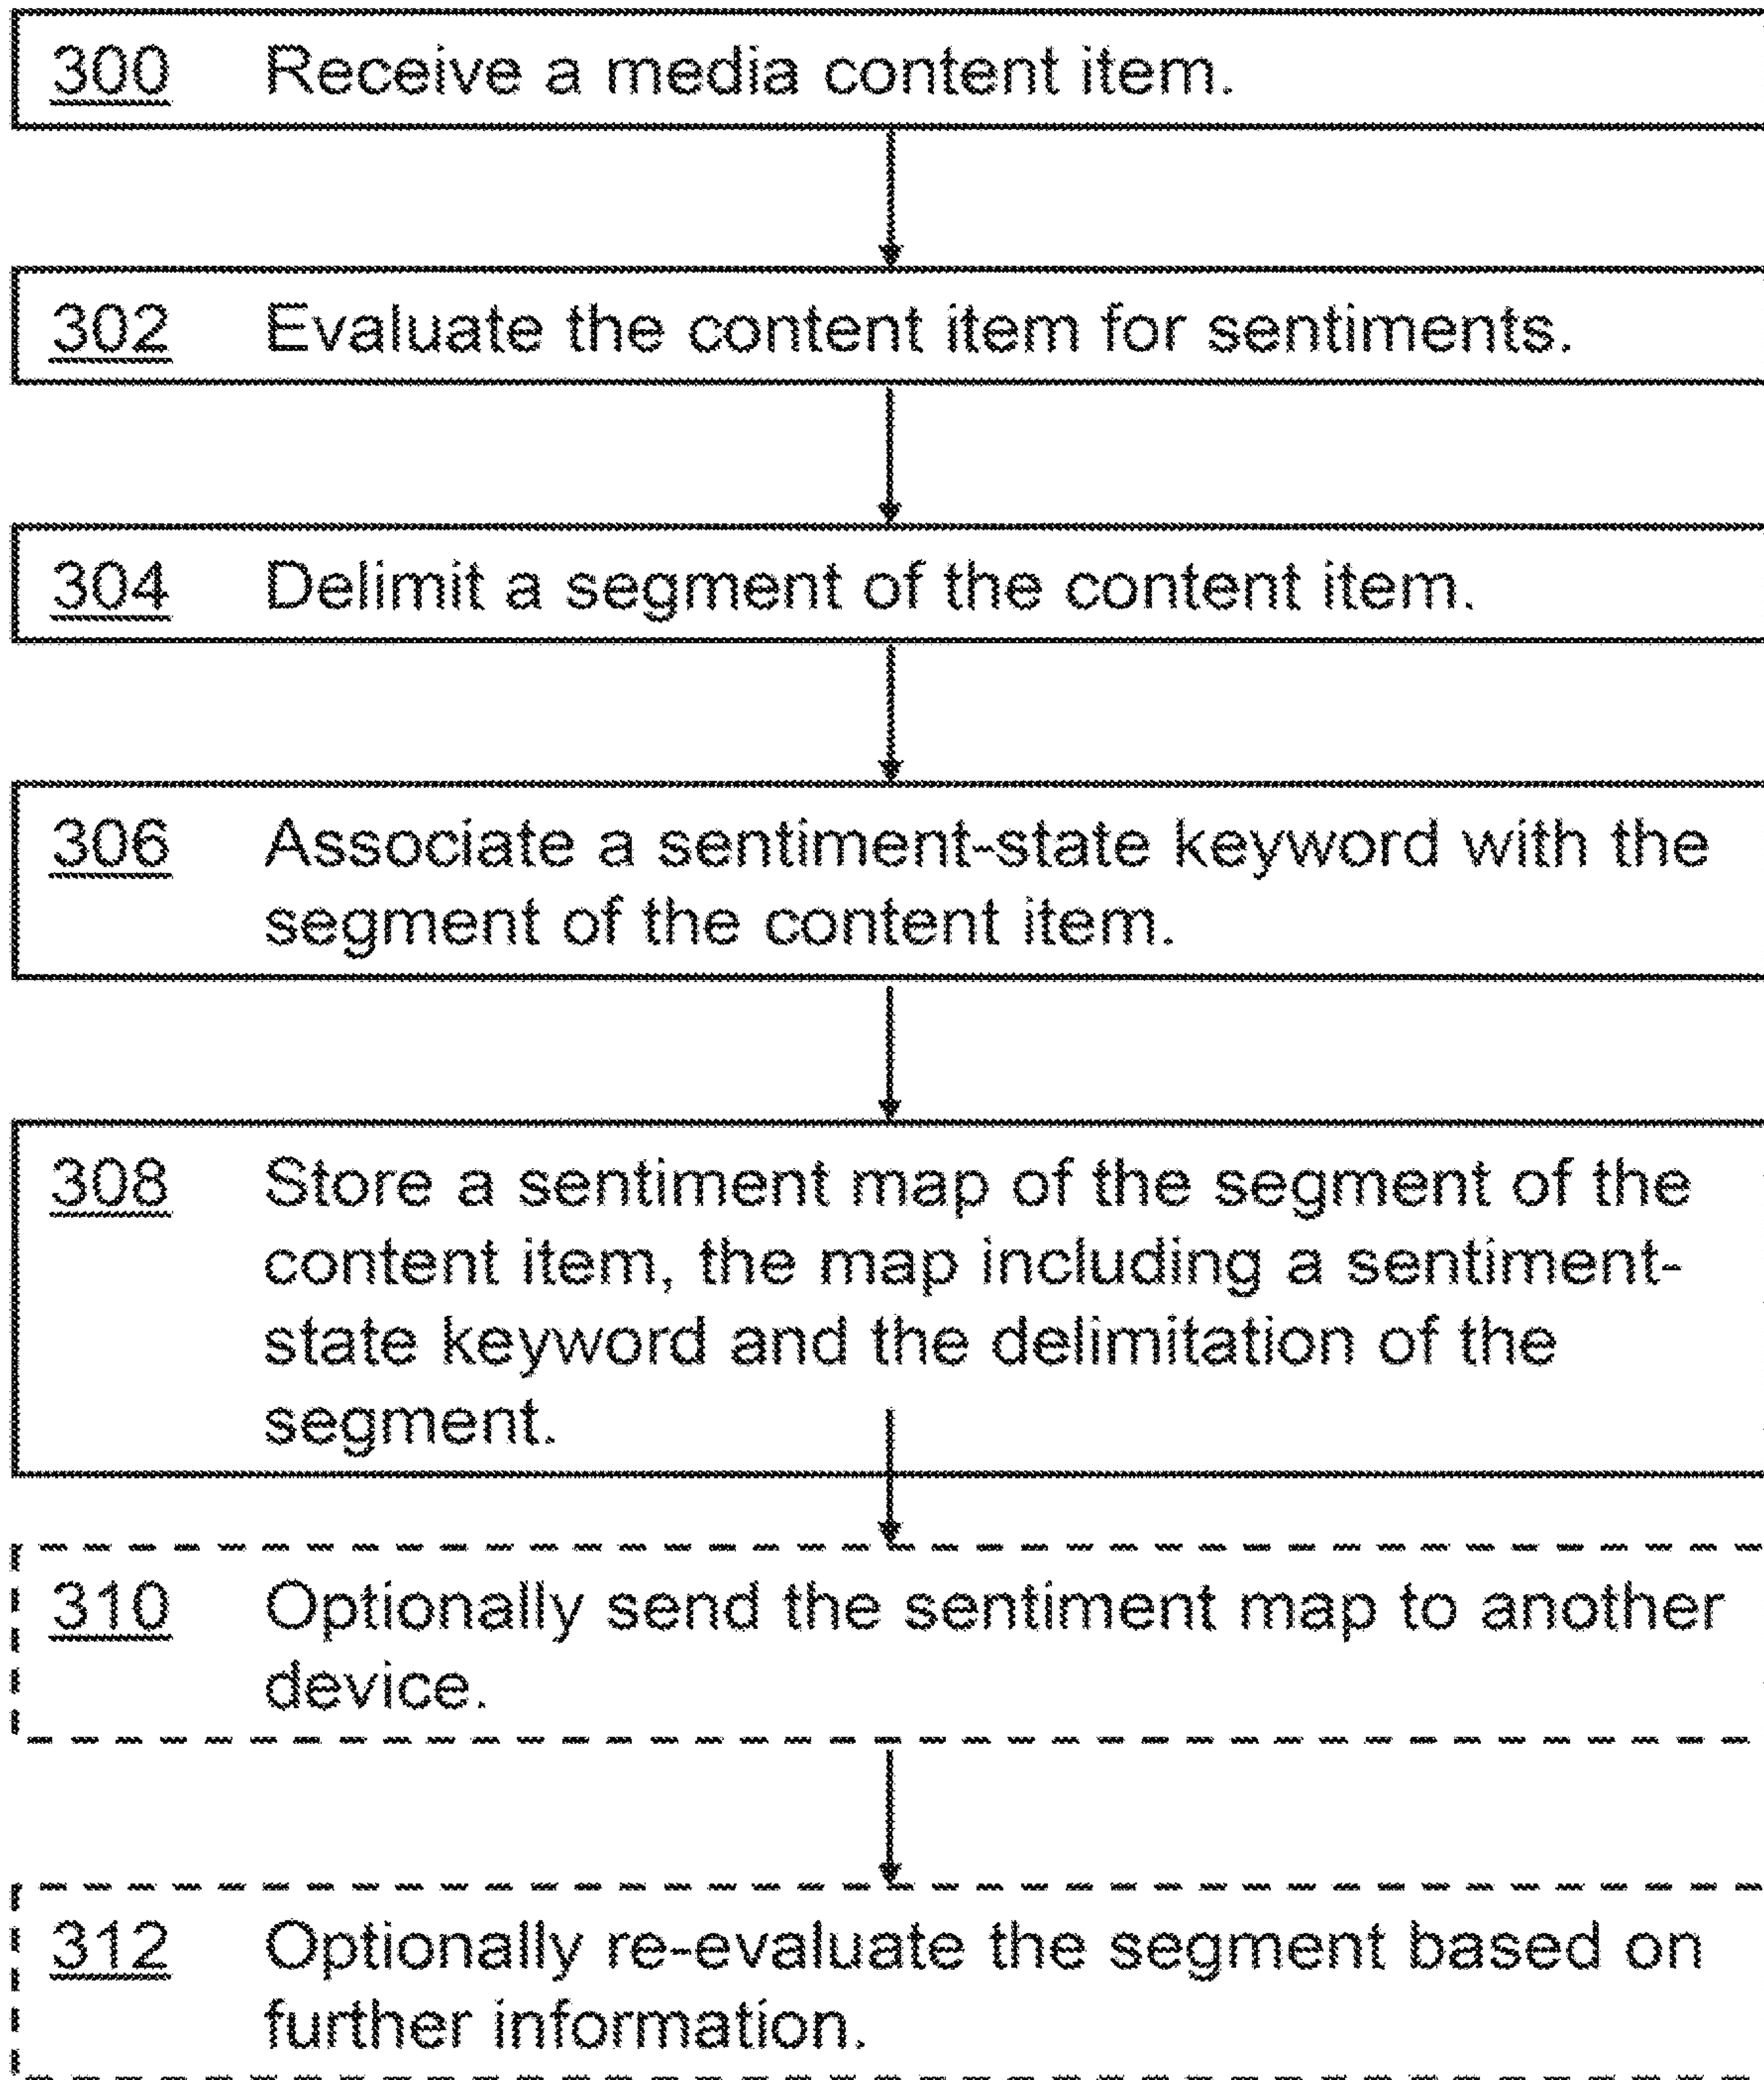 300 Receive a media content item.
302 Evaluate the content item for sentiments.
304 Delimit a segment of the content item.
306 Associate a sentiment-state keyword with the
segment of the content item.
308 Store a sentiment map of the segment of the
content item, the map including a sentiment-
state keyword and the delimitation of the
segment.
310 Optionally send the sentiment map to another
device.
312 Optionally re-evaluate the segment based on
further information.